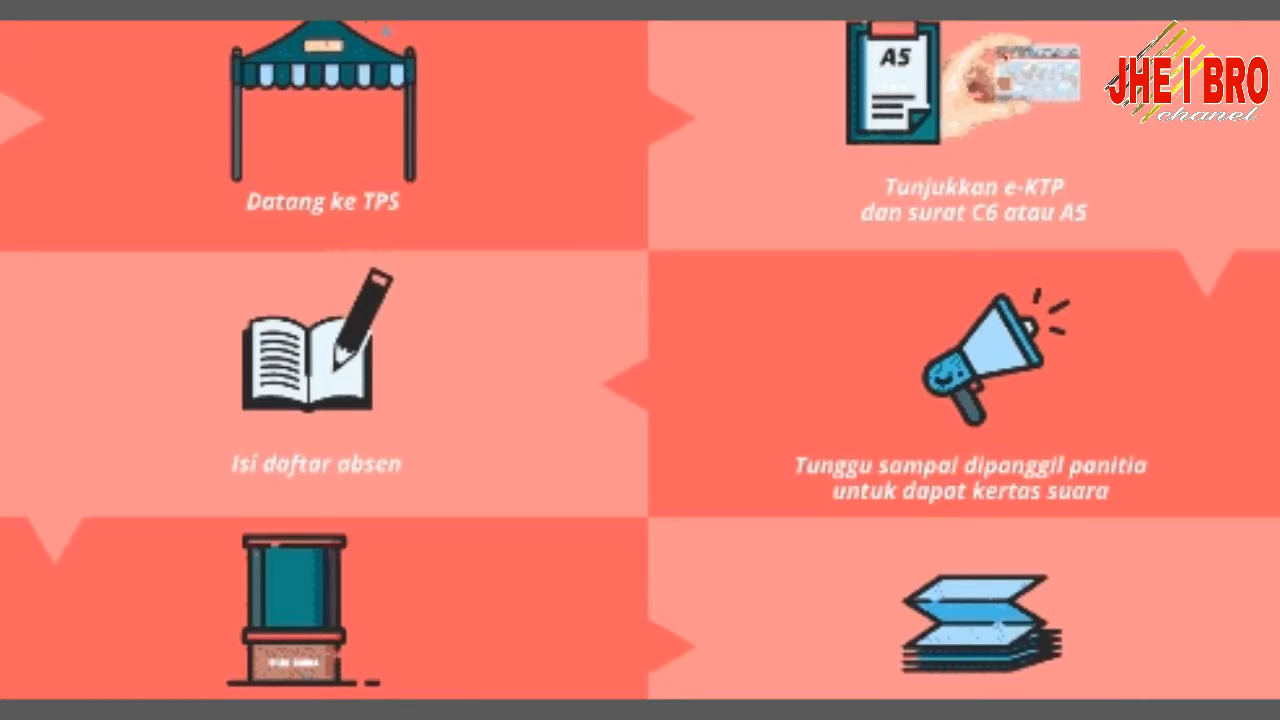 A5
JHE I BRO
chanel
Datang ke TPS
Tunjukkan e-KTP
dan surat C6 atau A5
Isi daftar absen
Tunggu sampai dipanggil panitia
untuk dapat kertas suara